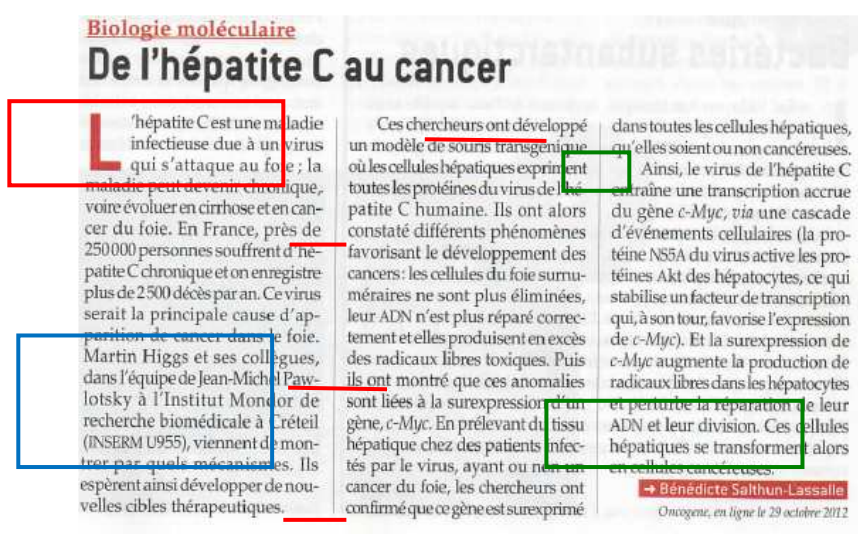 Biologie moléculaire
De l'hépatite C au cancer
L'hépatite C est une maladie
infectieuse due à un virus
qui s'attaque au foie ; la
maladie peut devenir chronique,
voire évoluer en cirrhose et en can-
cer du foie. En France, près de
250 000 personnes souffrent d'hé-
patite C chronique et on enregistre
plus de 2 500 décès par an. Ce virus
serait la principale cause d'ap-
parition de cancer dans le foie.
Martin Higgs et ses collègues,
dans l'équipe de Jean-Michel Paw-
lotsky à l'Institut Mondor de
recherche biomédicale à Créteil
(INSERM U955), viennent de mon-
trer par quels mécanismes. Ils
espèrent ainsi développer de nou-
velles cibles thérapeutiques.
Ces chercheurs ont développé
un modèle de souris transgénique
où les cellules hépatiques expriment
toutes les protéines du virus de l'hé-
patite C humaine. Ils ont alors
constaté différents phénomènes
favorisant le développement des
cancers : les cellules du foie surnu-
méraires ne sont plus éliminées,
leur ADN n'est plus réparé correc-
tement et elles produisent en excès
des radicaux libres toxiques. Puis
ils ont montré que ces anomalies
sont liées à la surexpression d'un
gène, c-Myc. En prélevant du tissu
hépatique chez des patients infec-
tés par le virus, ayant ou non un
cancer du foie, les chercheurs ont
confirmé que ce gène est surexprimé
dans toutes les cellules hépatiques,
qu'elles soient ou non cancéreuses.
Ainsi, le virus de l'hépatite C
entraîne une transcription accrue
du gène c-Myc, via une cascade
d'événements cellulaires (la pro-
téine NS5A du virus active les pro-
téines Akt des hépatocytes, ce qui
stabilise un facteur de transcription
qui, à son tour, favorise l'expression
de c-Myc). Et la surexpression de
c-Myc augmente la production de
radicaux libres dans les hépatocytes
et perturbe la réparation de leur
ADN et leur division. Ces cellules
hépatiques se transforment alors
en cellules cancéreuses.
→ Bénédicte Salthun-Lassalle
Oncogene, en ligne le 29 octobre 2012